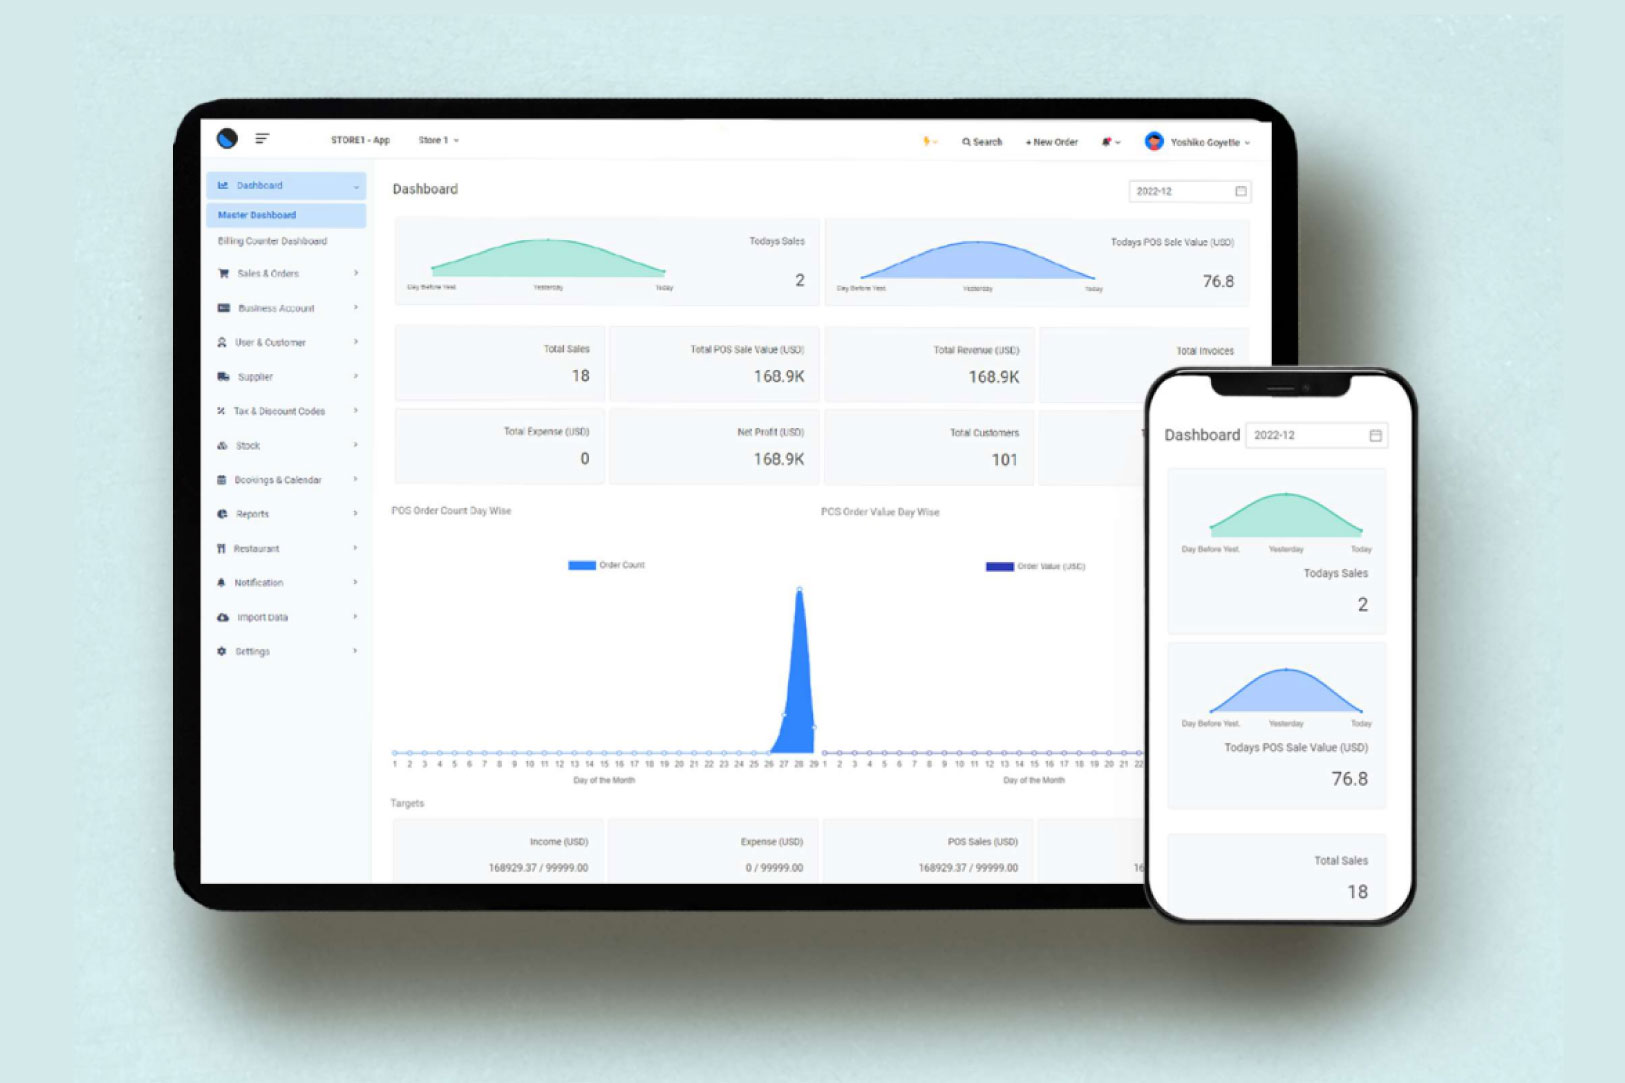 STORE1 - App
Store 1
Search
+ New Order
Yoshiko Goyette
Dashboard
Master Dashboard
Billing Counter Dashboard
Sales & Orders
Business Account
User & Customer
Supplier
Tax & Discount Codes
Stock
Bookings & Calendar
Reports
Restaurant
Notification
Import Data
Settings
Dashboard
2022-12
Todays Sales
2
Day Before Yest. Yesterday Today
Todays POS Sale Value (USD)
76.8
Day Before Yest. Yesterday Today
Total Sales
18
Total POS Sale Value (USD)
168.9K
Total Revenue (USD)
168.9K
Total Invoices
Total Expense (USD)
0
Net Profit (USD)
168.9K
Total Customers
101
POS Order Count Day Wise
Order Count
1 2 3 4 5 6 7 8 9 10 11 12 13 14 15 16 17 18 19 20 21 22 23 24 25 26 27 28 29
Day of the Month
POS Order Value Day Wise
Order Value (USD)
1 2 3 4 5 6 7 8 9 10 11 12 13 14 15 16 17 18 19 20 21 22
Day of the Month
Targets
Income (USD)
168929.37 / 99999.00
Expense (USD)
0 / 99999.00
POS Sales (USD)
168929.37 / 99999.00
16
Dashboard
2022-12
Day Before Yest. Yesterday Today
Todays Sales
2
Day Before Yest. Yesterday Today
Todays POS Sale Value (USD)
76.8
Total Sales
18